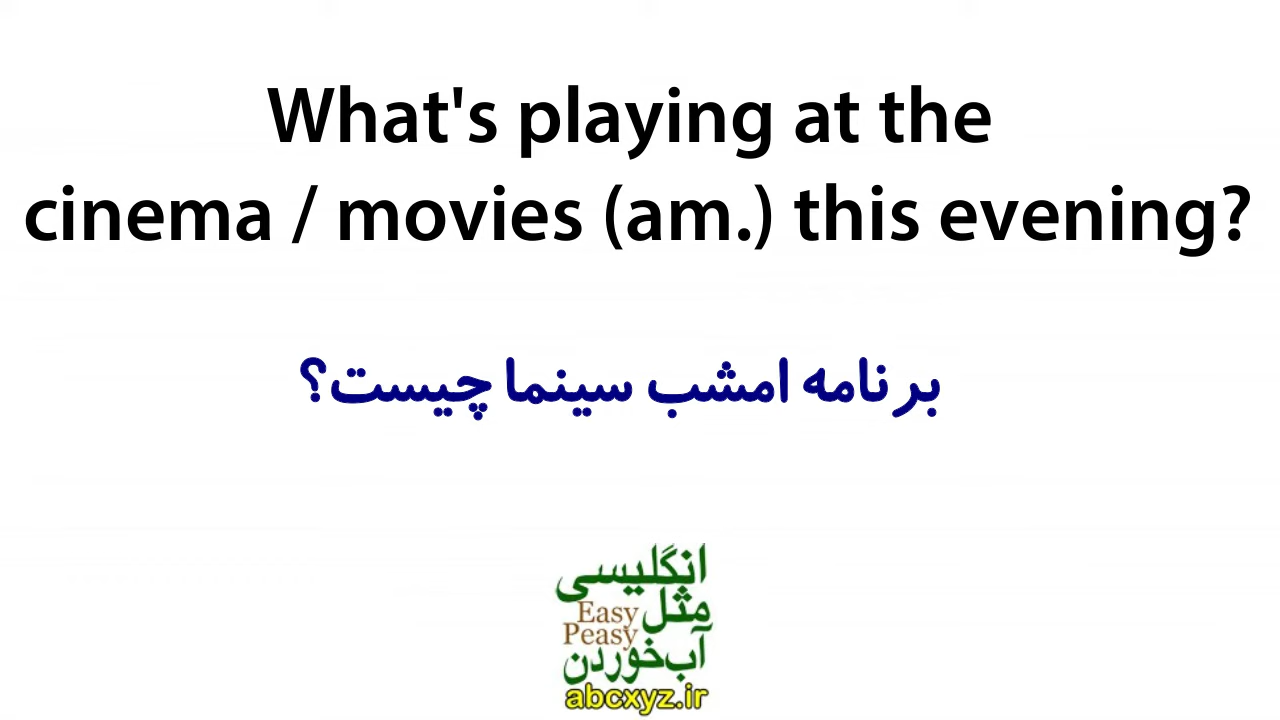 What's playing at the
cinema / movies (am.) this evening?
برنامه امشب سینما چیست؟
انگلیسی
مثل
Easy
Peasy
آب‌خوردن
abcxyz.ir